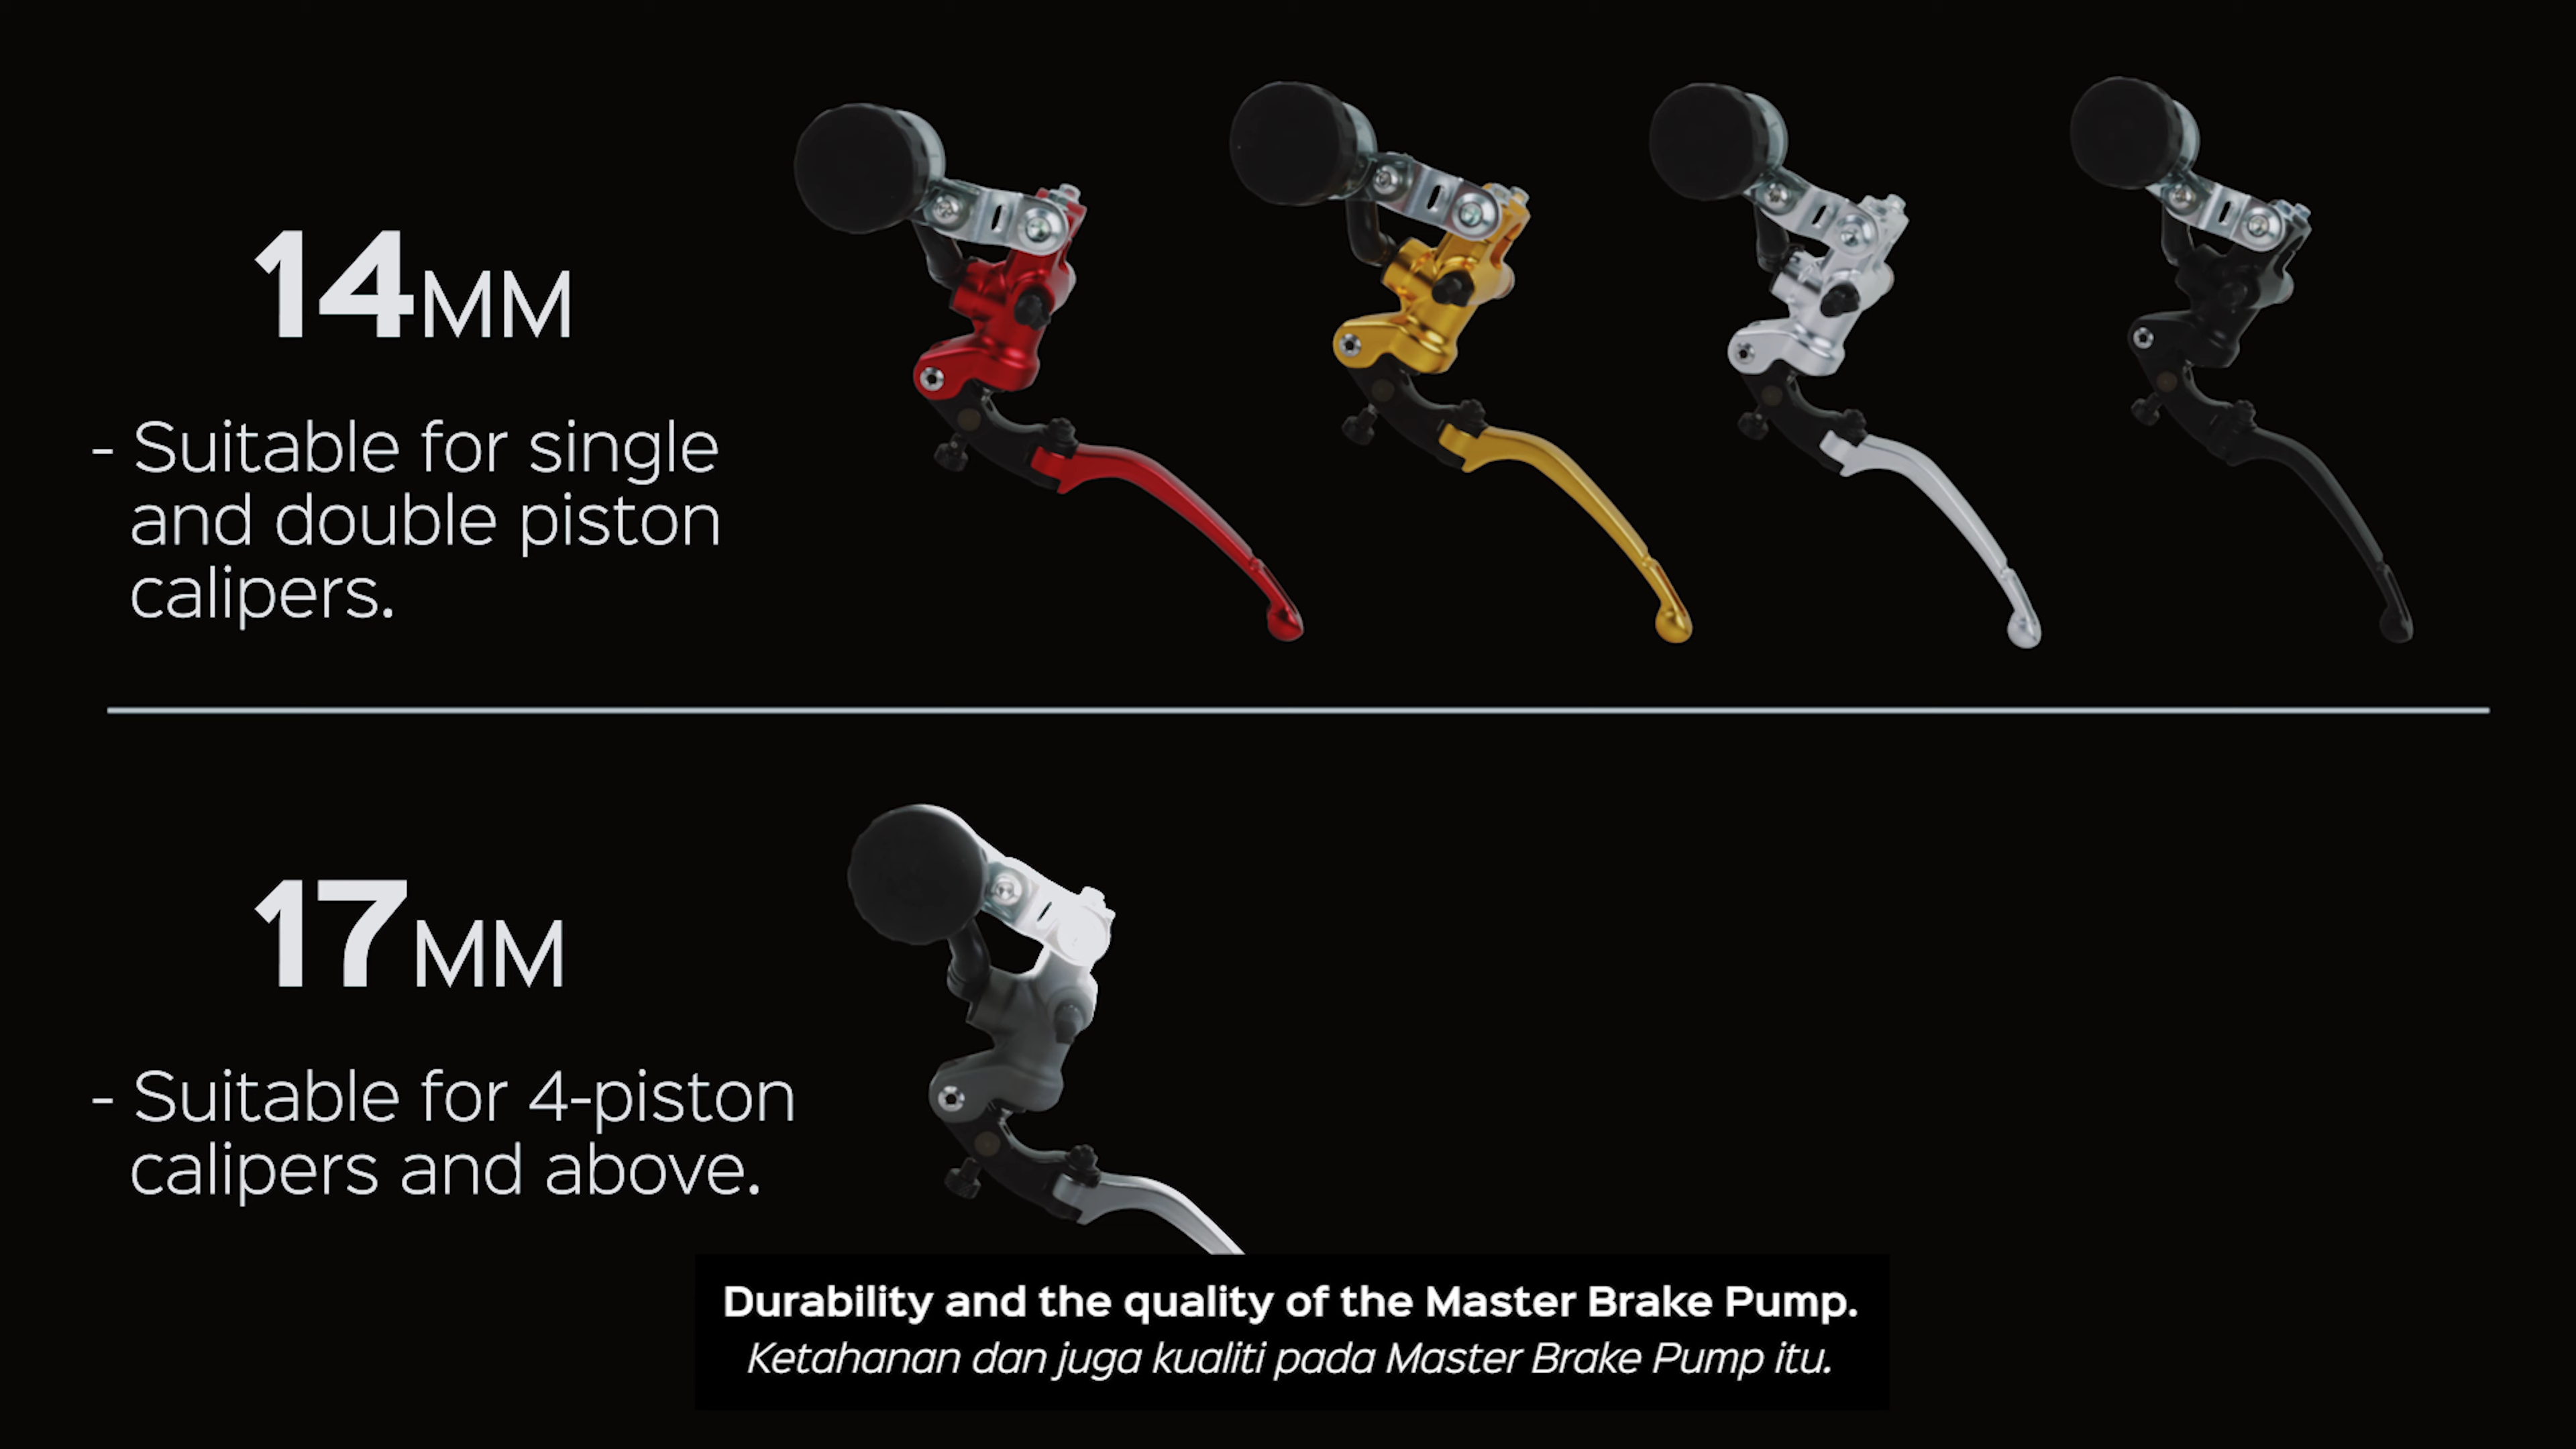 14MM
- Suitable for single
and double piston
calipers.
17MM
- Suitable for 4-piston
calipers and above.
Durability and the quality of the Master Brake Pump.
Ketahanan dan juga kualiti pada Master Brake Pump itu.